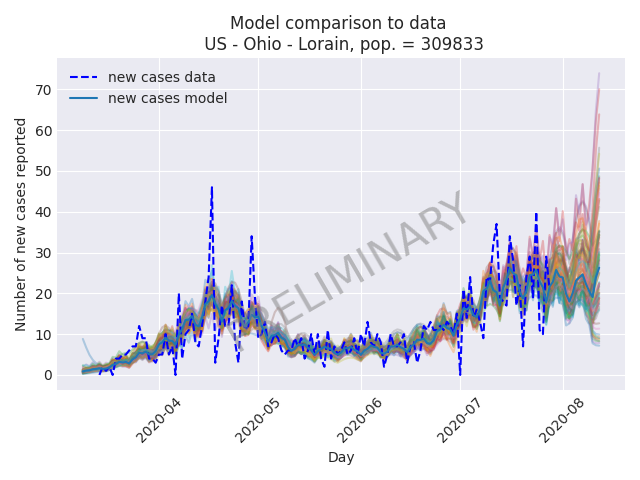 Model comparison to data
US - Ohio - Lorain, pop. = 309833
new cases data
new cases model
Number of new cases reported
70
60
50
40
30
20
10
0
PRELIMINARY
2020-04
2020-05
2020-06
2020-07
2020-08
Day